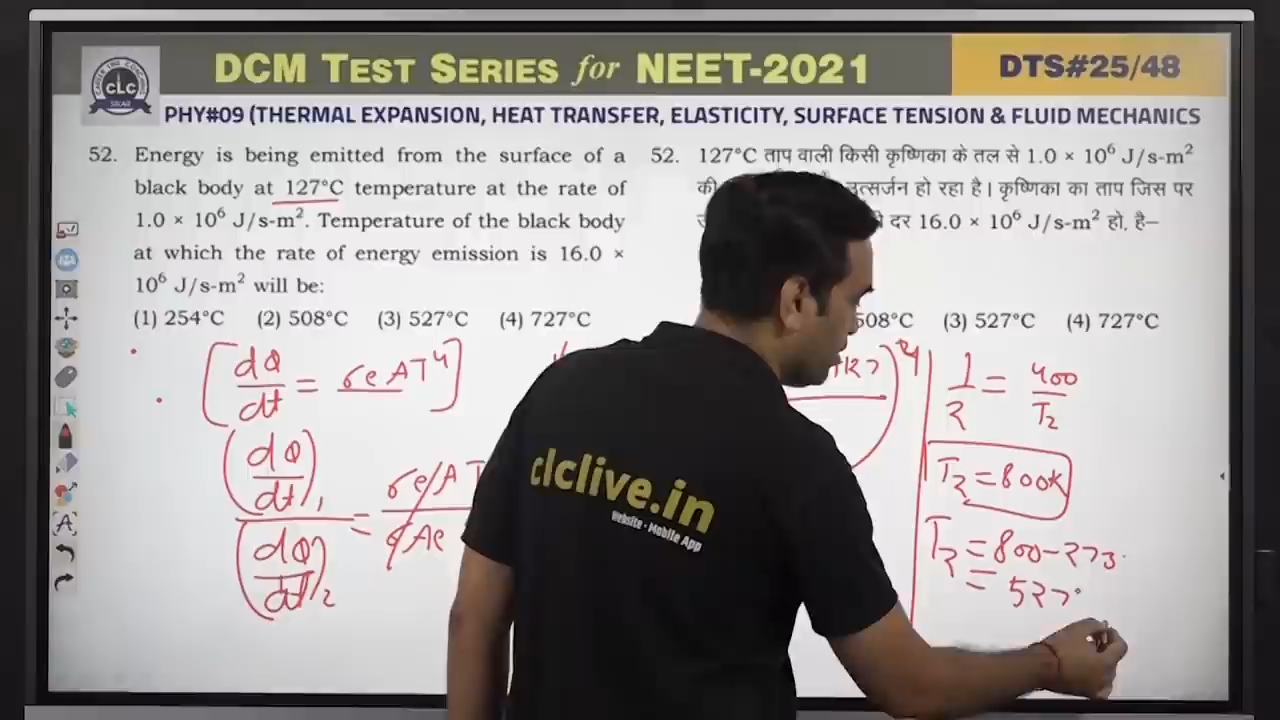 DCM TEST SERIES for NEET-2021
DTS#25/48
CLC
SIKAR
PHY#09 (THERMAL EXPANSION, HEAT TRANSFER, ELASTICITY, SURFACE TENSION & FLUID MECHANICS
52. Energy is being emitted from the surface of a
black body at 127°C temperature at the rate of
1.0 × 10⁶ J/s-m². Temperature of the black body
at which the rate of energy emission is 16.0 ×
10⁶ J/s-m² will be:
(1) 254°C (2) 508°C (3) 527°C (4) 727°C
52. 127°C ताप वाली किसी कृष्णिका के तल से 1.0 × 10⁶ J/s-m²
की उत्सर्जन हो रहा है। कृष्णिका का ताप जिस पर
दर 16.0 × 10⁶ J/s-m² हो, है–
508°C (3) 527°C (4) 727°C
[dQ/dt = σeAT⁴]
(dQ/dt)₁ / (dQ/dt)₂ = σeAT / σAe
4
1/2 = 400/T₂
T₂ = 800K
T₂ = 800-273
= 527°
clclive.in
Website · Mobile App